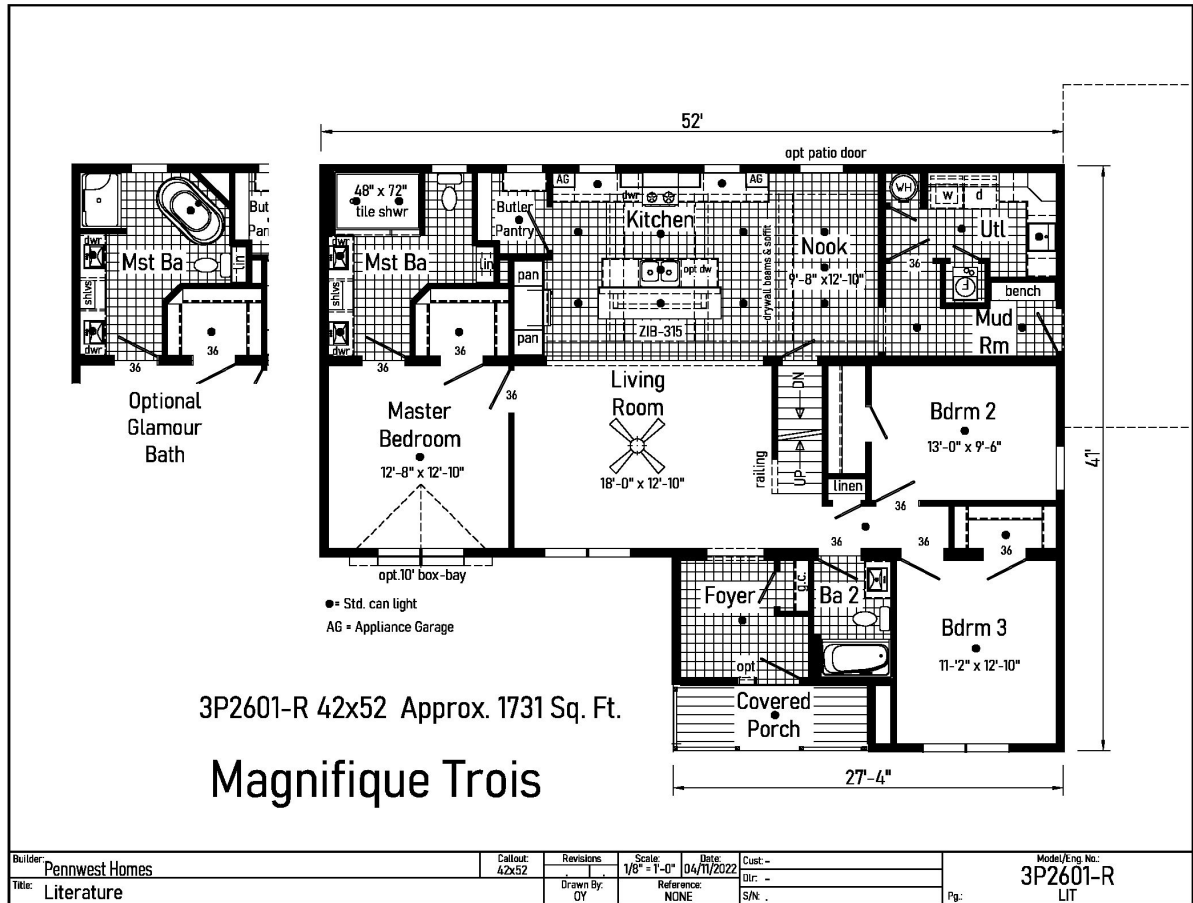 52'
opt patio door
48" x 72"
tile shwr
Butler
Pantry
AG
dwr
AG
Kitchen
Nook
9'-8" x12'-10"
WH
w
d
Utl
36
dwr
Mst Ba
lin
shlvs
dwr
36
36
pan
pan
opt dw
ZIB-315
drywall beams & soffit
bench
Mud
Rm
But
Pan
dwr
Mst Ba
lin
shlvs
dwr
36
36
Optional
Glamour
Bath
Master
Bedroom
12'-8" x 12'-10"
36
opt.10' box-bay
Living
Room
18'-0" x 12'-10"
DN
UP
railing
linen
Bdrm 2
13'-0" x 9'-6"
36
36
36
36
41'
Foyer
g.c.
Ba 2
opt
Bdrm 3
11'-2" x 12'-10"
Covered
Porch
27'-4"
●= Std. can light
AG = Appliance Garage
3P2601-R 42x52 Approx. 1731 Sq. Ft.
Magnifique Trois
Builder: Pennwest Homes
Title: Literature
Callout:
42x52
Revisions
Scale:
1/8" = 1'-0"
Date:
04/11/2022
Drawn By:
OY
Reference:
NONE
Cust:-
Dlr: -
S/N: .
Model/Eng. No.:
3P2601-R
Pg.: LIT